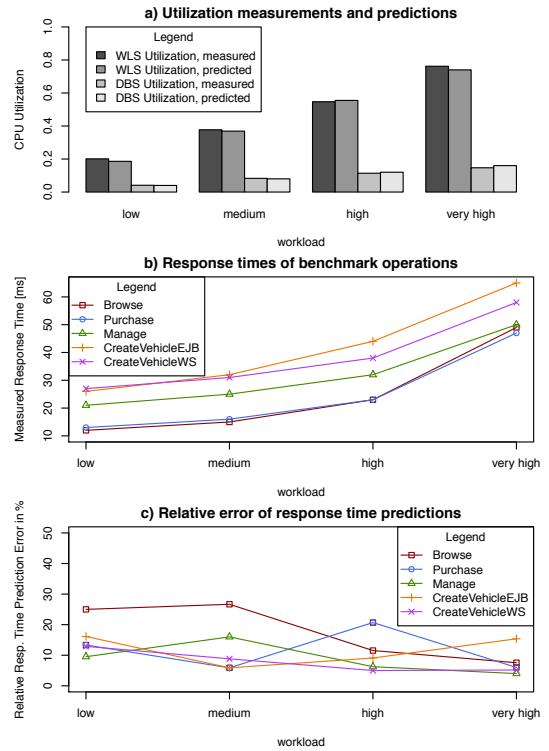 a) Utilization measurements and predictions
Legend
WLS Utilization, measured
WLS Utilization, predicted
DBS Utilization, measured
DBS Utilization, predicted
CPU Utilization
1.0
0.8
0.6
0.4
0.2
0.0
low medium high very high
workload
b) Response times of benchmark operations
Legend
Browse
Purchase
Manage
CreateVehicleEJB
CreateVehicleWS
Measured Response Time [ms]
60
50
40
30
20
10
low medium high very high
workload
c) Relative error of response time predictions
Legend
Browse
Purchase
Manage
CreateVehicleEJB
CreateVehicleWS
Relative Resp. Time Prediction Error in %
50
40
30
20
10
0
low medium high very high
workload